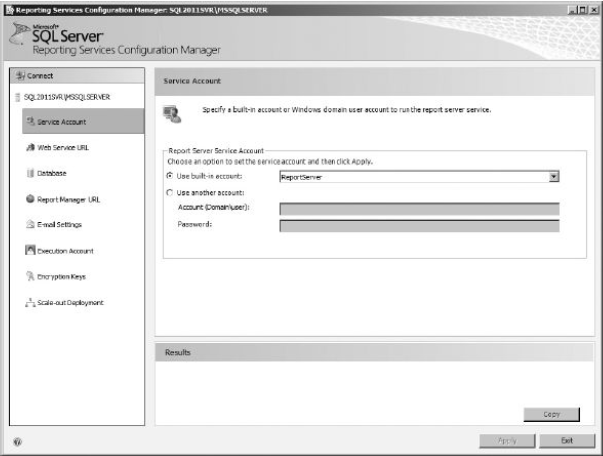 Reporting Services Configuration Manager: SQL2011SVR\MSSQLSERVER
Microsoft
SQL Server
Reporting Services Configuration Manager
Connect
SQL2011SVR\MSSQLSERVER
Service Account
Web Service URL
Database
Report Manager URL
E-mail Settings
Execution Account
Encryption Keys
Scale-out Deployment
Service Account
Specify a built-in account or Windows domain user account to run the report server service.
Report Server Service Account
Choose an option to set the service account and then click Apply.
Use built-in account:
ReportServer
Use another account:
Account (Domain\user):
Password:
Results
Copy
Apply
Exit